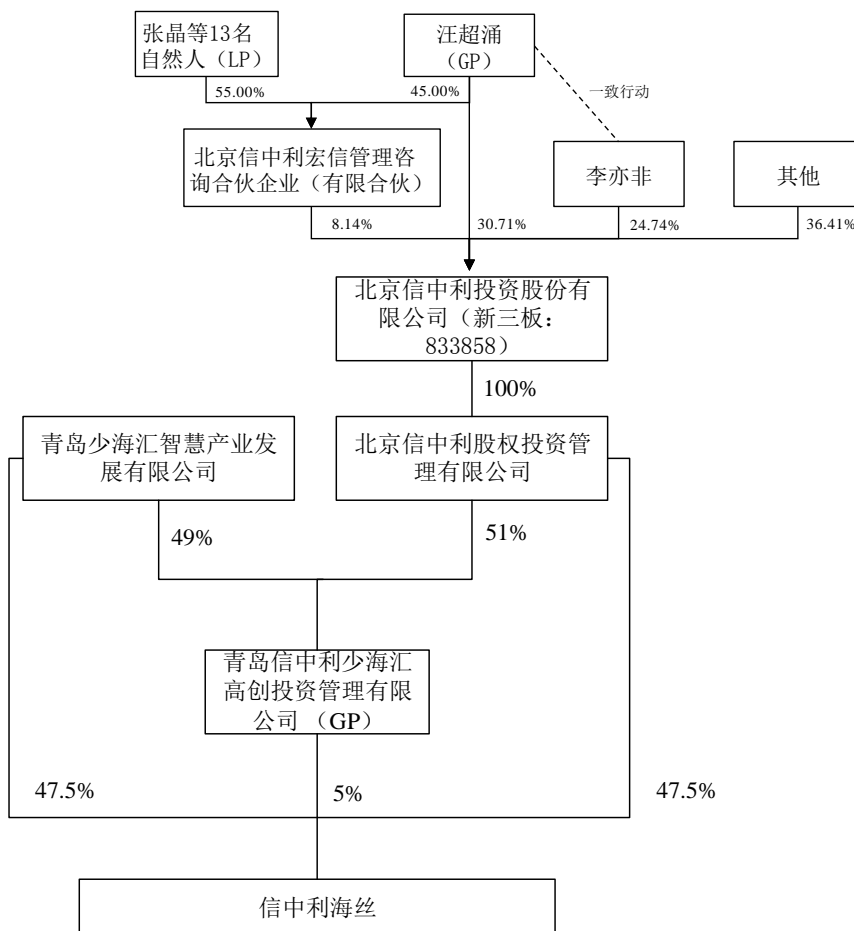 张晶等13名
自然人（LP）
汪超涌
（GP）
55.00%
45.00%
一致行动
北京信中利宏信管理咨
询合伙企业（有限合伙）
李亦非
其他
8.14%
30.71%
24.74%
36.41%
北京信中利投资股份有
限公司（新三板：
833858）
100%
青岛少海汇智慧产业发
展有限公司
北京信中利股权投资管
理有限公司
49%
51%
青岛信中利少海汇
高创投资管理有限
公司 （GP）
47.5%
5%
47.5%
信中利海丝